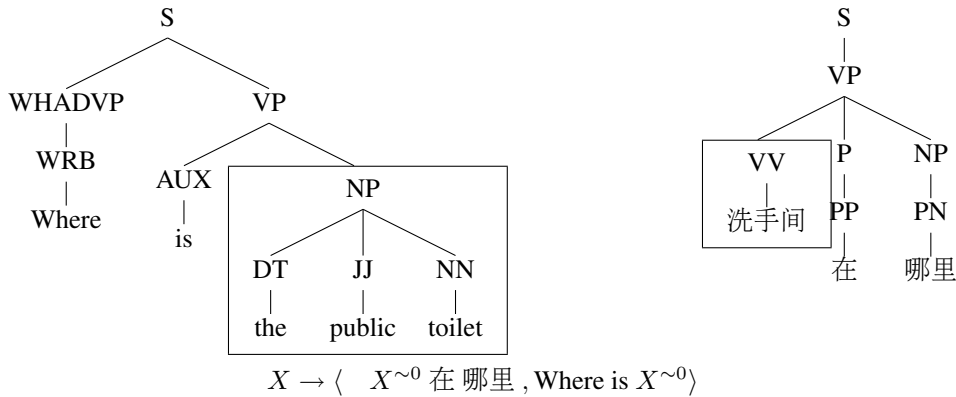 S S
VP
WHADVP VP
WRB AUX NP VV P NP
Where is DT JJ NN 洗手间 PP PN
the public toilet 在 哪里
X → ⟨ X~0 在 哪里 , Where is X~0⟩